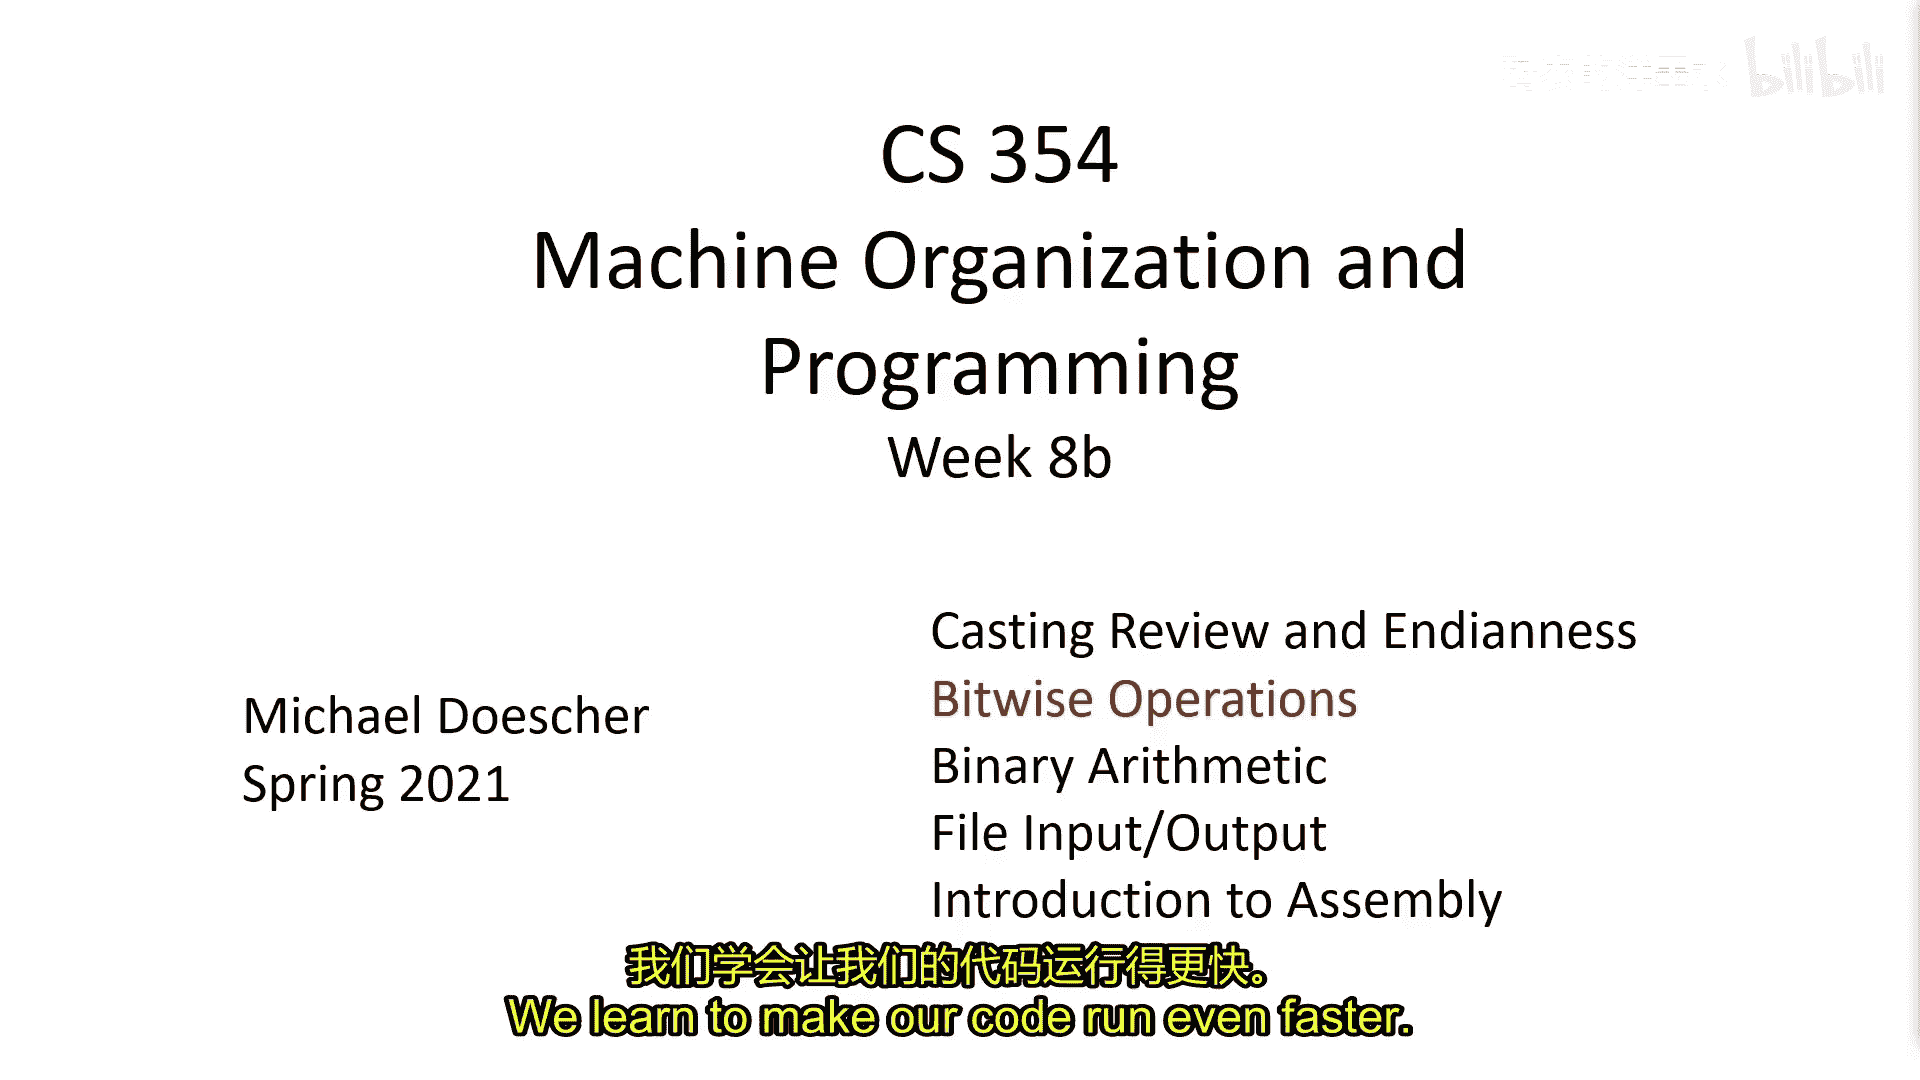 bilibili
CS 354
Machine Organization and
Programming
Week 8b
Michael Doescher
Spring 2021
Casting Review and Endianness
Bitwise Operations
Binary Arithmetic
File Input/Output
Introduction to Assembly
我们学会让我们的代码运行得更快。
We learn to make our code run even faster.